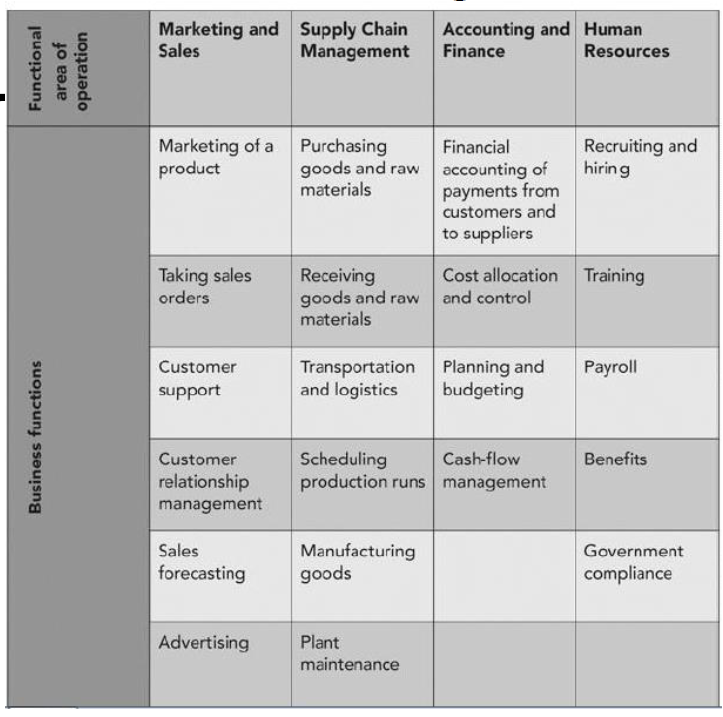 Functional
area of
operation
Marketing and
Sales
Supply Chain
Management
Accounting and
Finance
Human
Resources
Business functions
Marketing of a
product
Purchasing
goods and raw
materials
Financial
accounting of
payments from
customers and
to suppliers
Recruiting and
hiring
Taking sales
orders
Receiving
goods and raw
materials
Cost allocation
and control
Training
Customer
support
Transportation
and logistics
Planning and
budgeting
Payroll
Customer
relationship
management
Scheduling
production runs
Cash-flow
management
Benefits
Sales
forecasting
Manufacturing
goods
Government
compliance
Advertising
Plant
maintenance